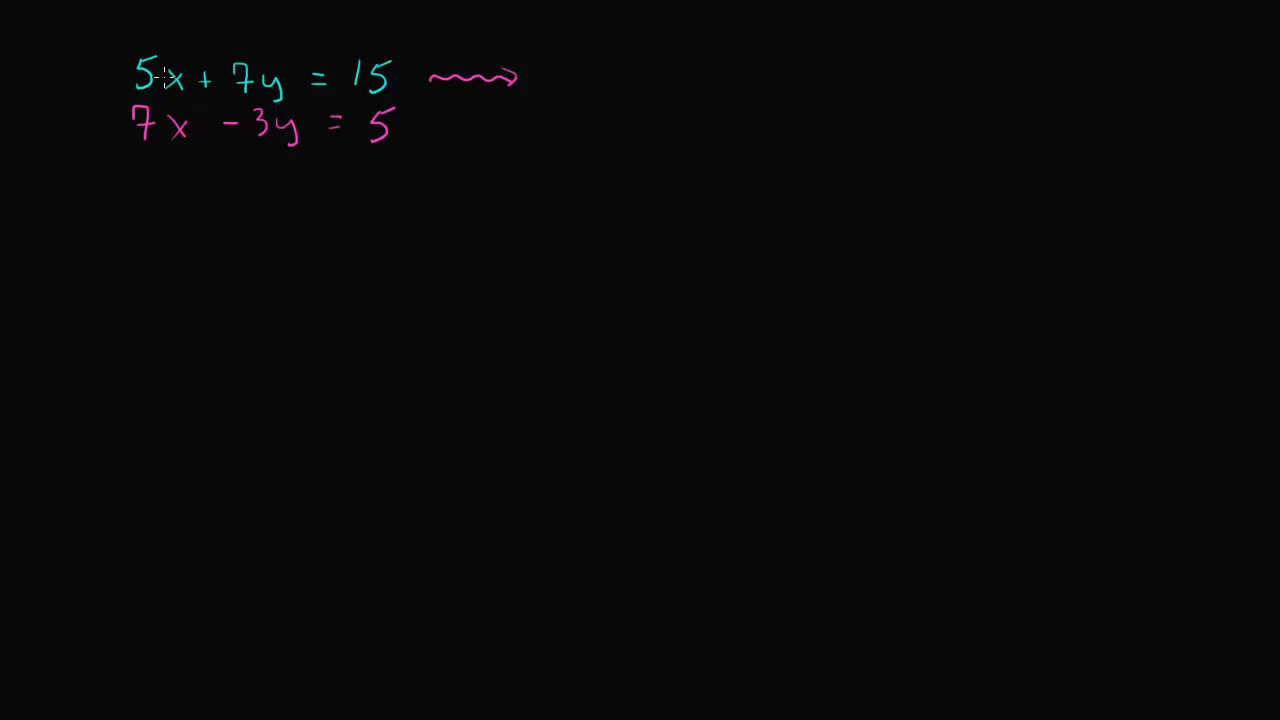 5x + 7y = 15
7x - 3y = 5